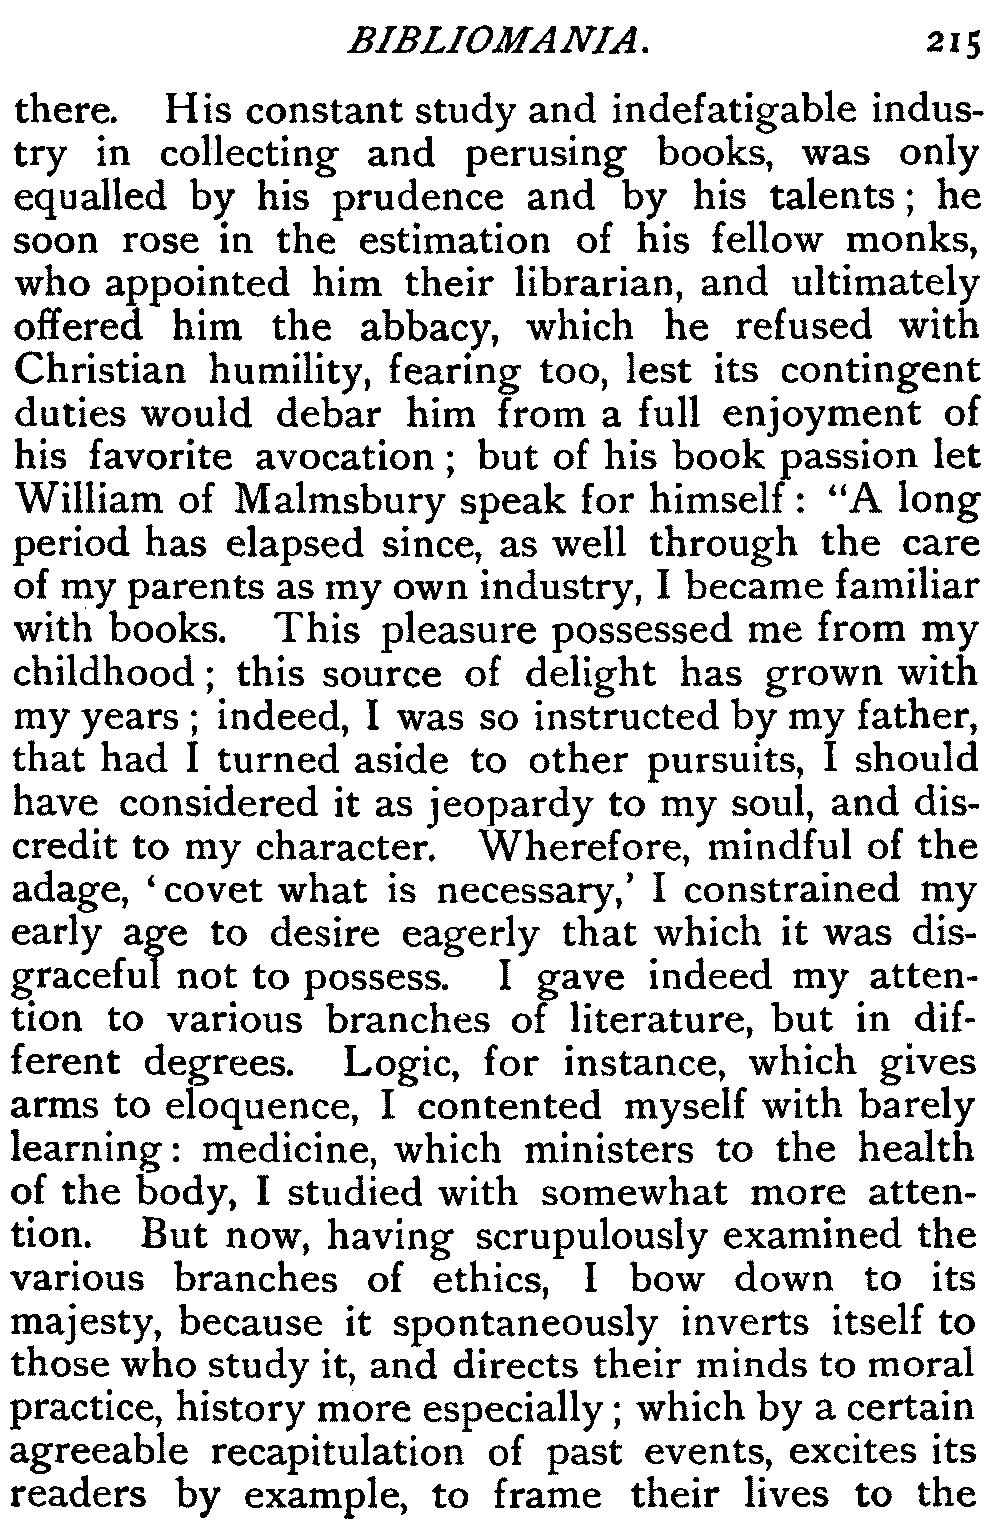 BIBLIOMANIA. 215
there. His constant study and indefatigable indus-
try in collecting and perusing books, was only
equalled by his prudence and by his talents ; he
soon rose in the estimation of his fellow monks,
who appointed him their librarian, and ultimately
offered him the abbacy, which he refused with
Christian humility, fearing too, lest its contingent
duties would debar him from a full enjoyment of
his favorite avocation ; but of his book passion let
William of Malmsbury speak for himself : “A long
period has elapsed since, as well through the care
of my parents as my own industry, I became familiar
with books. This pleasure possessed me from my
childhood ; this source of delight has grown with
my years ; indeed, I was so instructed by my father,
that had I turned aside to other pursuits, I should
have considered it as jeopardy to my soul, and dis-
credit to my character. Wherefore, mindful of the
adage, ‘covet what is necessary,’ I constrained my
early age to desire eagerly that which it was dis-
graceful not to possess. I gave indeed my atten-
tion to various branches of literature, but in dif-
ferent degrees. Logic, for instance, which gives
arms to eloquence, I contented myself with barely
learning : medicine, which ministers to the health
of the body, I studied with somewhat more atten-
tion. But now, having scrupulously examined the
various branches of ethics, I bow down to its
majesty, because it spontaneously inverts itself to
those who study it, and directs their minds to moral
practice, history more especially ; which by a certain
agreeable recapitulation of past events, excites its
readers by example, to frame their lives to the